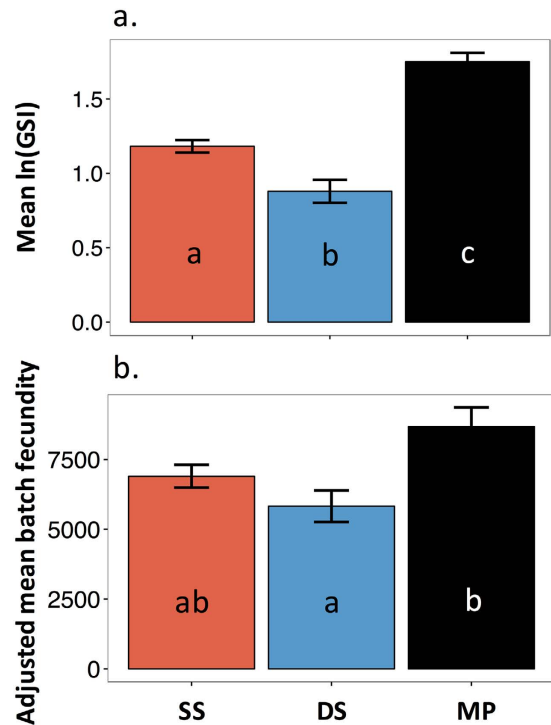 a.
Mean ln(GSI)
1.5
1.0
0.5
0.0
a
b
c
b.
Adjusted mean batch fecundity
7500
5000
2500
0
ab
a
b
SS
DS
MP